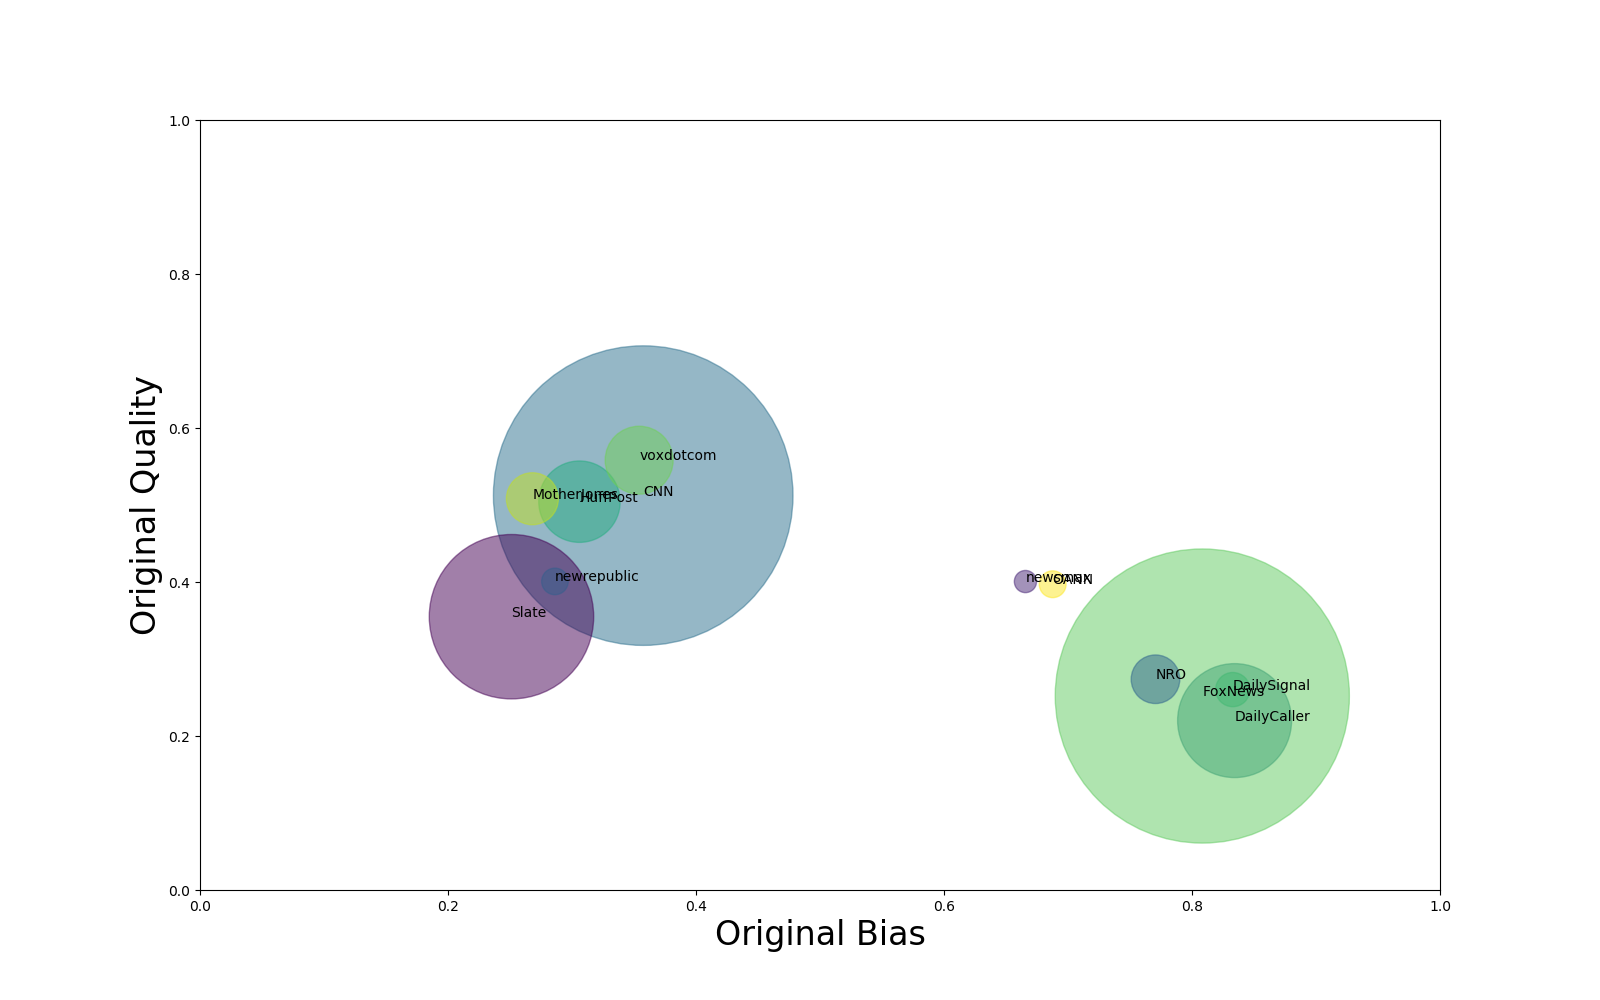 1.0
0.8
0.6
0.4
0.2
0.0
Original Quality
voxdotcom
CNN
MotherJones
HuffPost
newrepublic
Slate
newsmax
OANN
NRO
DailySignal
FoxNews
DailyCaller
0.0 0.2 0.4 0.6 0.8 1.0
Original Bias